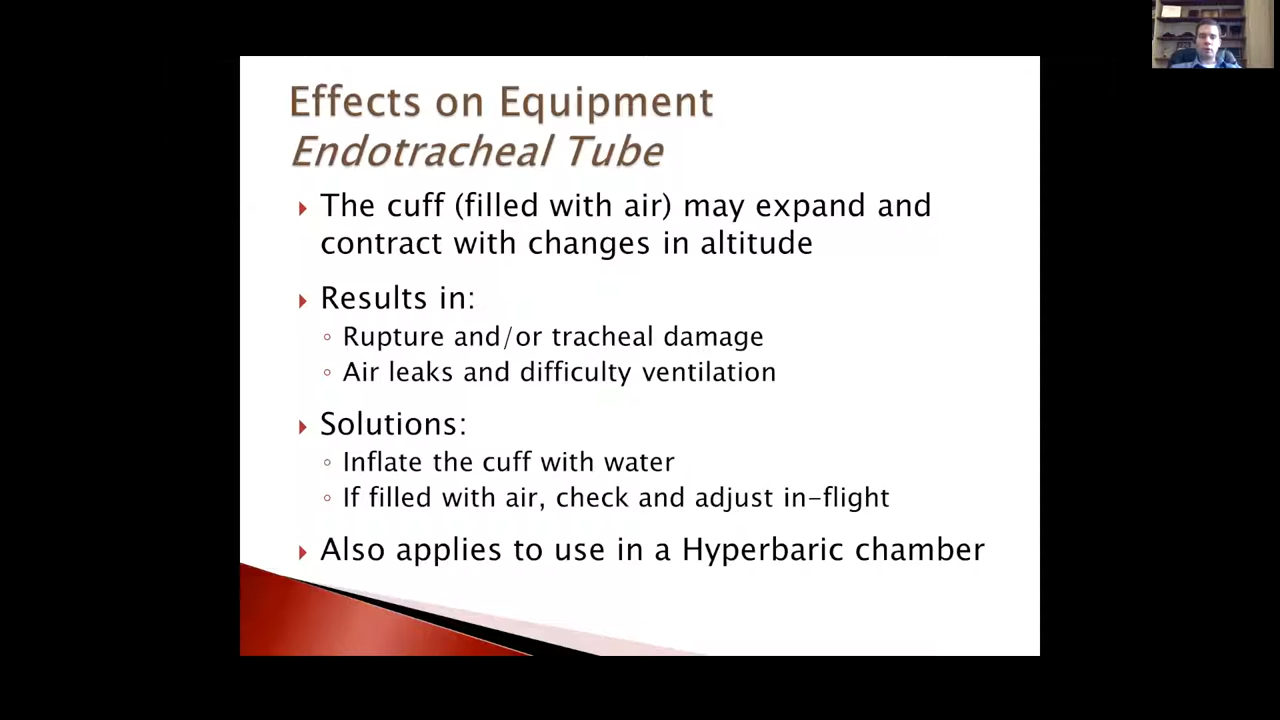 Effects on Equipment
Endotracheal Tube
The cuff (filled with air) may expand and
contract with changes in altitude
Results in:
Rupture and/or tracheal damage
Air leaks and difficulty ventilation
Solutions:
Inflate the cuff with water
If filled with air, check and adjust in-flight
Also applies to use in a Hyperbaric chamber